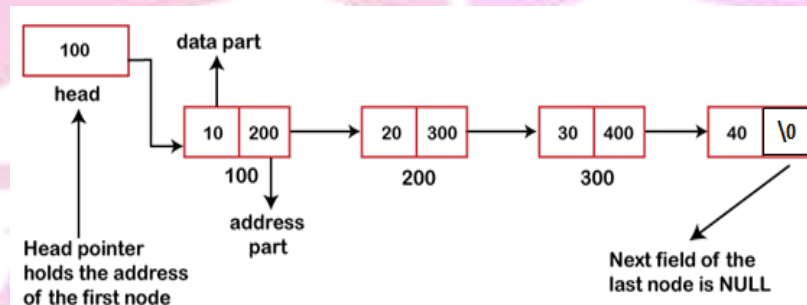 100
head
data part
10 200
20 300
30 400
40 \0
100
200
300
address
part
Head pointer
holds the address
of the first node
Next field of the
last node is NULL